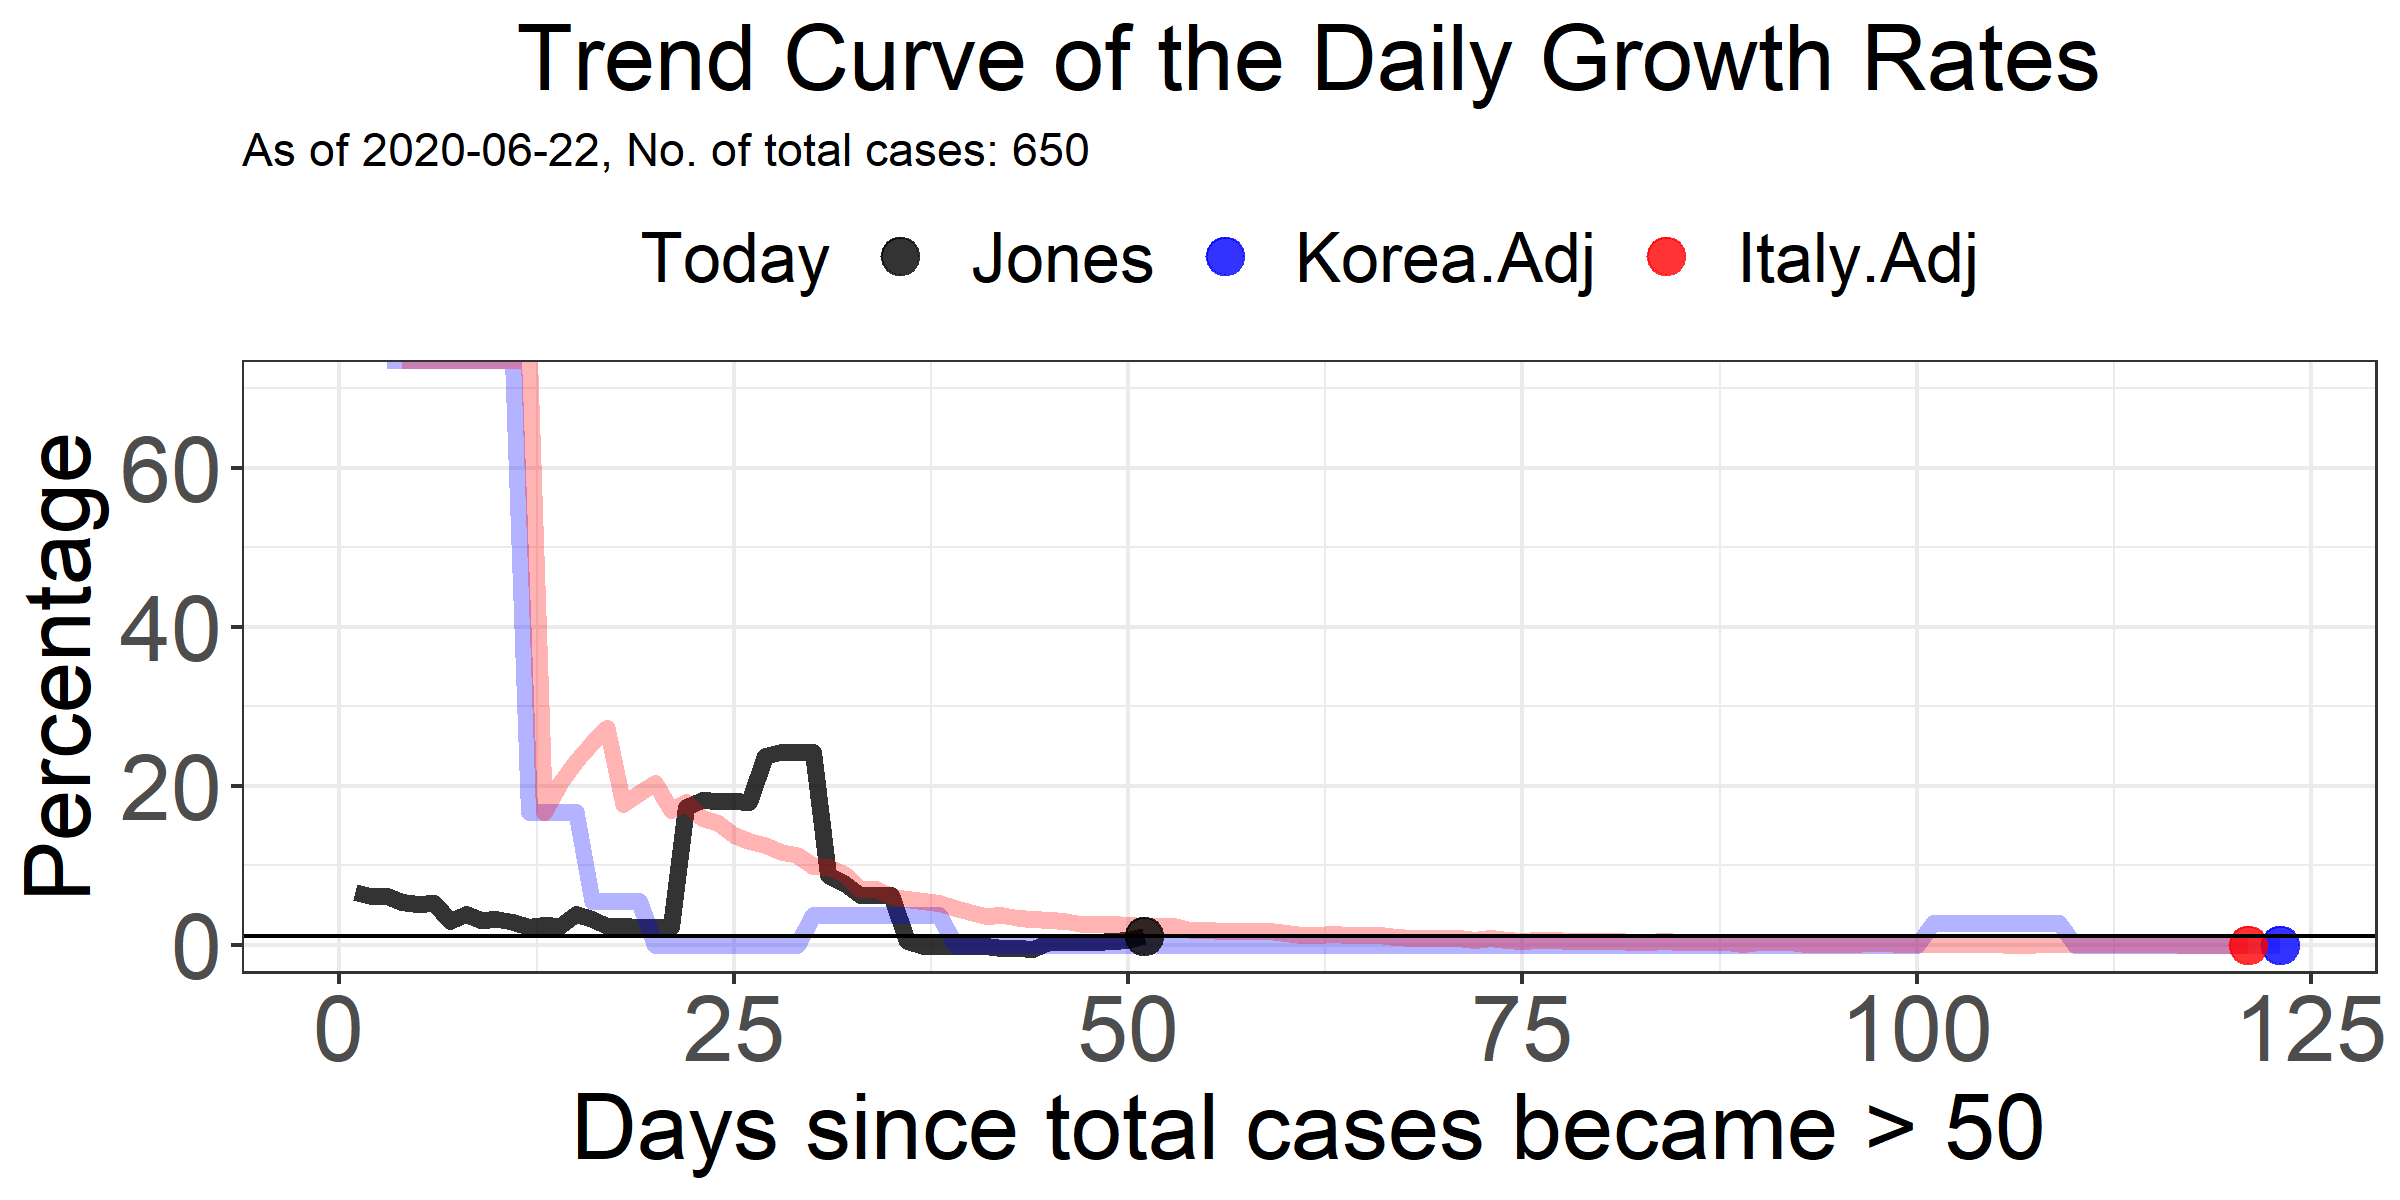 Trend Curve of the Daily Growth Rates
As of 2020-06-22, No. of total cases: 650
Today Jones Korea.Adj Italy.Adj
Percentage
60
40
20
0
0 25 50 75 100 125
Days since total cases became > 50